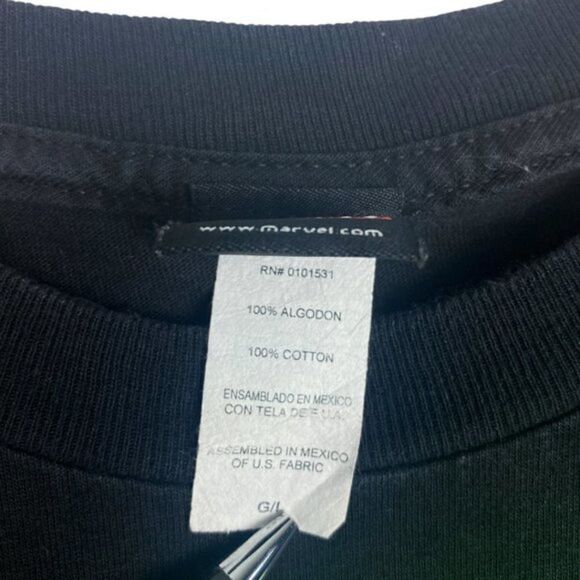 www.marvel.com
RN# 0101531
100% ALGODON
100% COTTON
ENSAMBLADO EN MEXICO
CON TELA DE E.U.A.
ASSEMBLED IN MEXICO
OF U.S. FABRIC
G/L